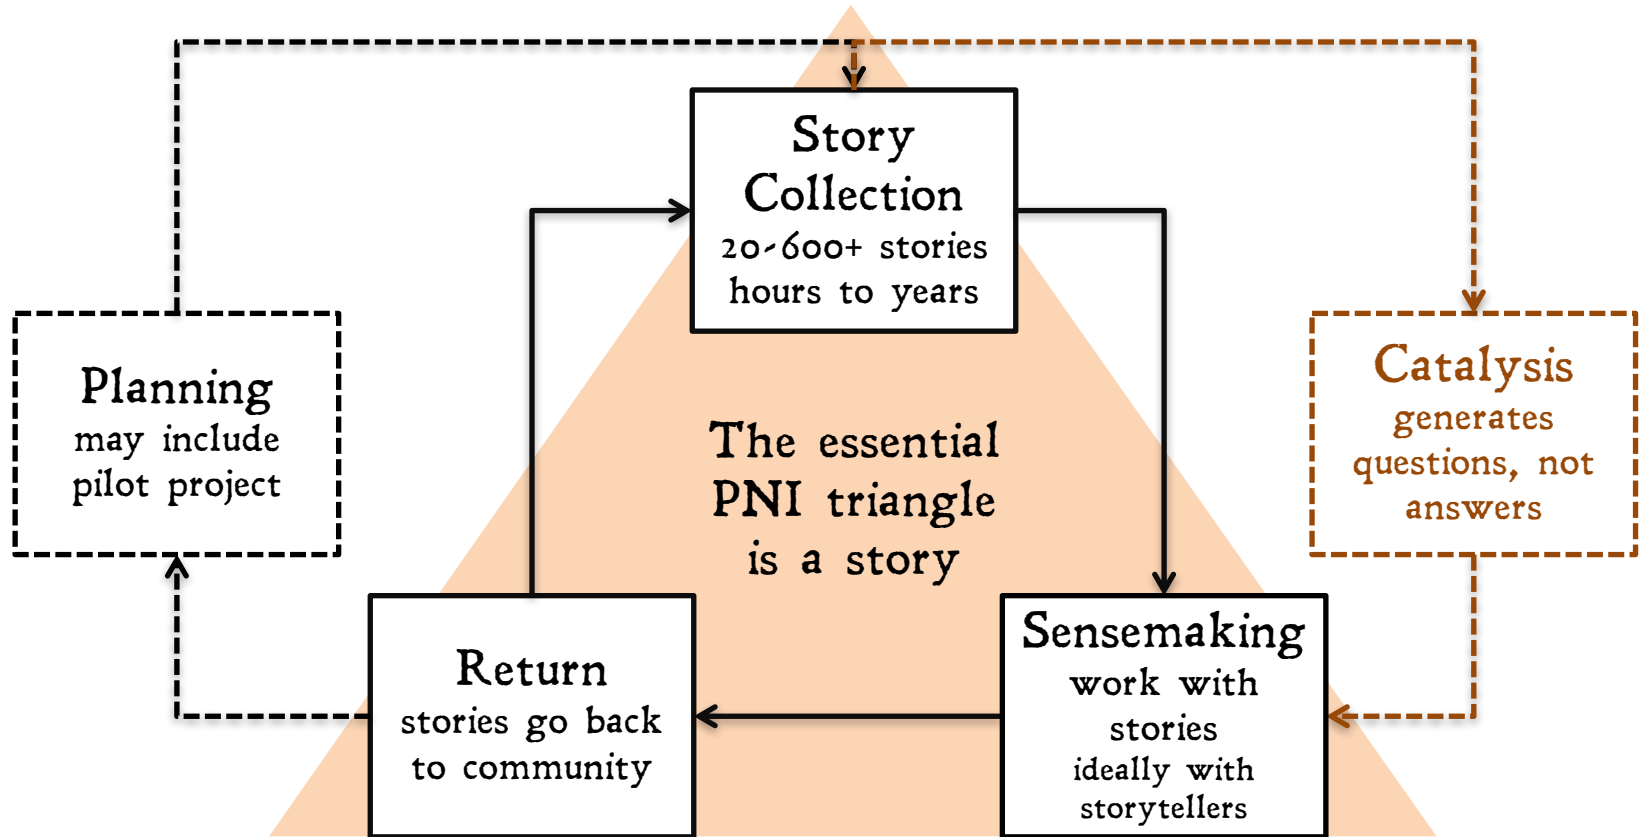 Story
Collection
20-600+ stories
hours to years
Planning
may include
pilot project
The essential
PNI triangle
is a story
Catalysis
generates
questions, not
answers
Return
stories go back
to community
Sensemaking
work with
stories
ideally with
storytellers